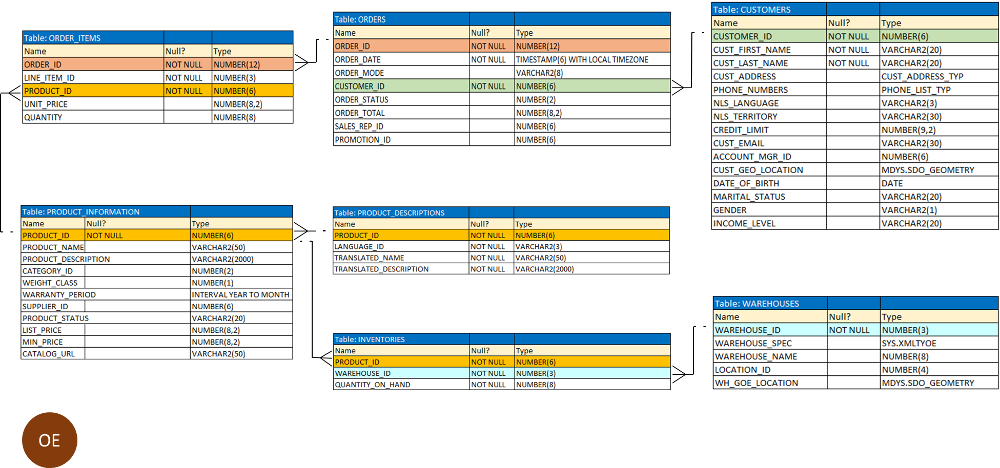 Table: ORDER_ITEMS
Name Null? Type
ORDER_ID NOT NULL NUMBER(12)
LINE_ITEM_ID NOT NULL NUMBER(3)
PRODUCT_ID NOT NULL NUMBER(6)
UNIT_PRICE NUMBER(8,2)
QUANTITY NUMBER(8)
Table: ORDERS
Name Null? Type
ORDER_ID NOT NULL NUMBER(12)
ORDER_DATE NOT NULL TIMESTAMP(6) WITH LOCAL TIMEZONE
ORDER_MODE VARCHAR2(8)
CUSTOMER_ID NOT NULL NUMBER(6)
ORDER_STATUS NUMBER(2)
ORDER_TOTAL NUMBER(8,2)
SALES_REP_ID NUMBER(6)
PROMOTION_ID NUMBER(6)
Table: CUSTOMERS
Name Null? Type
CUSTOMER_ID NOT NULL NUMBER(6)
CUST_FIRST_NAME NOT NULL VARCHAR2(20)
CUST_LAST_NAME NOT NULL VARCHAR2(20)
CUST_ADDRESS CUST_ADDRESS_TYP
PHONE_NUMBERS PHONE_LIST_TYP
NLS_LANGUAGE VARCHAR2(3)
NLS_TERRITORY VARCHAR2(30)
CREDIT_LIMIT NUMBER(9,2)
CUST_EMAIL VARCHAR2(30)
ACCOUNT_MGR_ID NUMBER(6)
CUST_GEO_LOCATION MDYS.SDO_GEOMETRY
DATE_OF_BIRTH DATE
MARITAL_STATUS VARCHAR2(20)
GENDER VARCHAR2(1)
INCOME_LEVEL VARCHAR2(20)
Table: PRODUCT_INFORMATION
Name Null? Type
PRODUCT_ID NOT NULL NUMBER(6)
PRODUCT_NAME VARCHAR2(50)
PRODUCT_DESCRIPTION VARCHAR2(2000)
CATEGORY_ID NUMBER(2)
WEIGHT_CLASS NUMBER(1)
WARRANTY_PERIOD INTERVAL YEAR TO MONTH
SUPPLIER_ID NUMBER(6)
PRODUCT_STATUS VARCHAR2(20)
LIST_PRICE NUMBER(8,2)
MIN_PRICE NUMBER(8,2)
CATALOG_URL VARCHAR2(50)
Table: PRODUCT_DESCRIPTIONS
Name Null? Type
PRODUCT_ID NOT NULL NUMBER(6)
LANGUAGE_ID NOT NULL VARCHAR2(3)
TRANSLATED_NAME NOT NULL VARCHAR2(50)
TRANSLATED_DESCRIPTION NOT NULL VARCHAR2(2000)
Table: INVENTORIES
Name Null? Type
PRODUCT_ID NOT NULL NUMBER(6)
WAREHOUSE_ID NOT NULL NUMBER(3)
QUANTITY_ON_HAND NOT NULL NUMBER(8)
Table: WAREHOUSES
Name Null? Type
WAREHOUSE_ID NOT NULL NUMBER(3)
WAREHOUSE_SPEC SYS.XMLTYOE
WAREHOUSE_NAME NUMBER(8)
LOCATION_ID NUMBER(4)
WH_GOE_LOCATION MDYS.SDO_GEOMETRY
OE